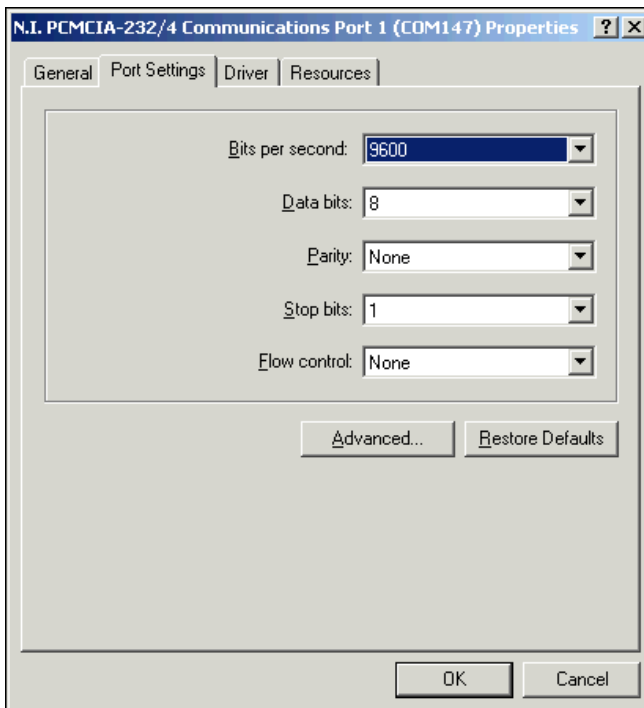 N.I. PCMCIA-232/4 Communications Port 1 (COM147) Properties ? X
General Port Settings Driver Resources
Bits per second: 9600
Data bits: 8
Parity: None
Stop bits: 1
Flow control: None
Advanced... Restore Defaults
OK Cancel